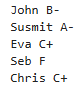 John B-
Susmit A-
Eva C+
Seb F
Chris C+